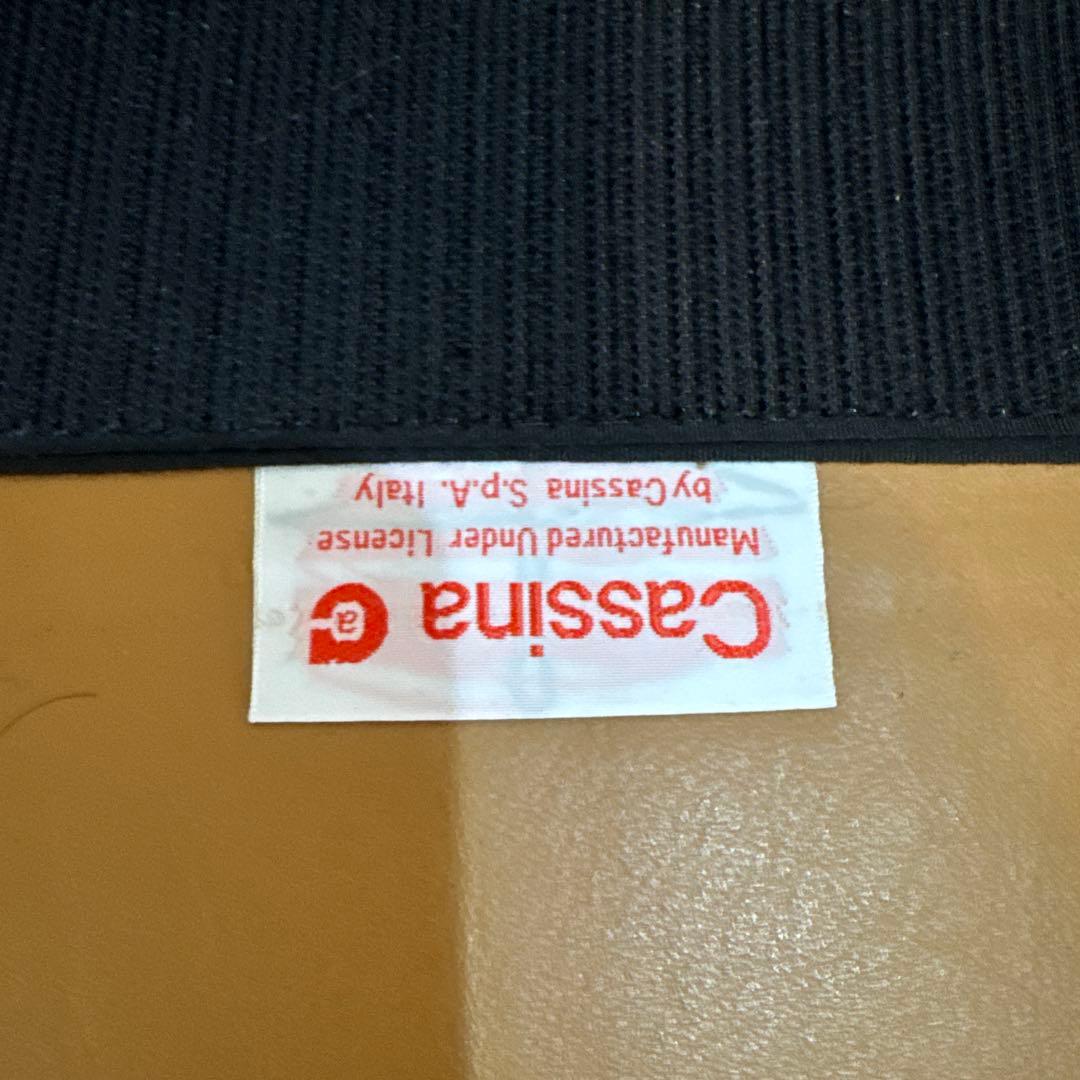 Cassina a
Manufactured Under License
by Cassina S.p.A. Italy